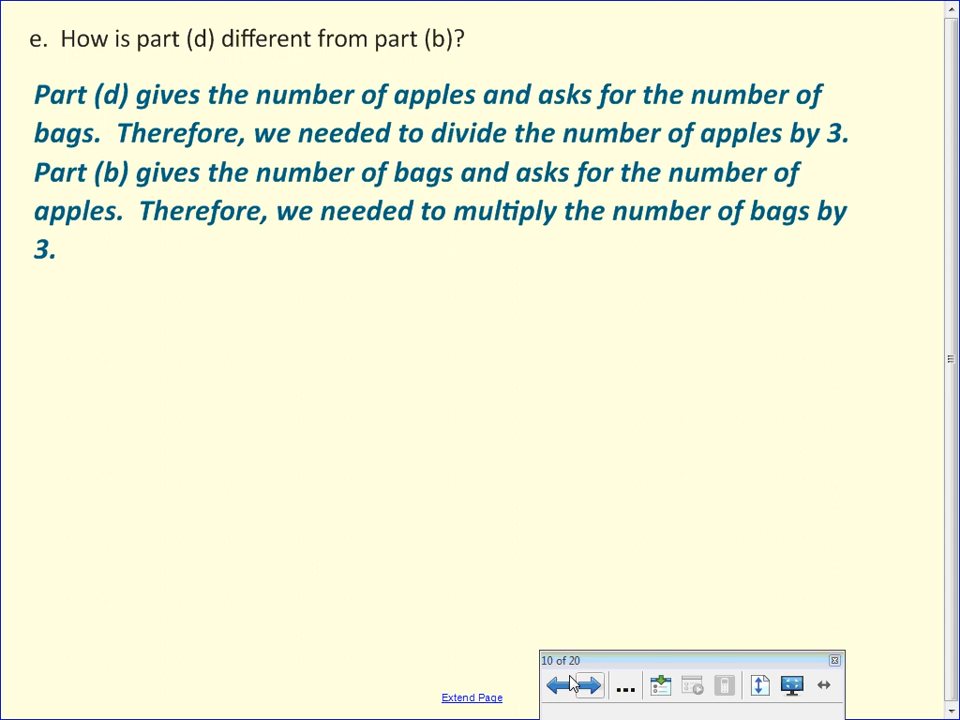 e.  How is part (d) different from part (b)?
Part (d) gives the number of apples and asks for the number of
bags.  Therefore, we needed to divide the number of apples by 3.
Part (b) gives the number of bags and asks for the number of
apples.  Therefore, we needed to multiply the number of bags by
3.
10 of 20
Extend Page